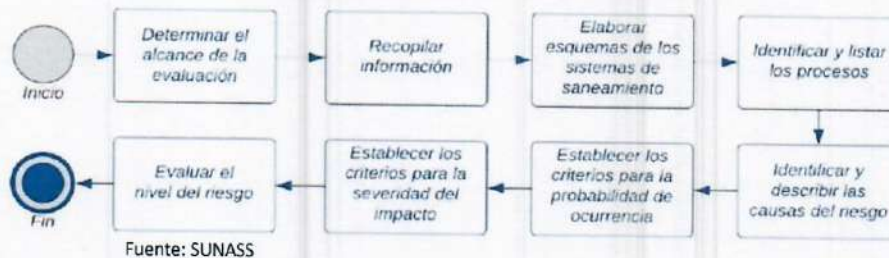 Determinar el
alcance de la
evaluación
Recopilar
información
Elaborar
esquemas de los
sistemas de
saneamiento
Identificar y listar
los procesos
Inicio
Identificar y
describir las
causas del riesgo
Establecer los
criterios para la
probabilidad de
ocurrencia
Establecer los
criterios para la
severidad del
impacto
Evaluar el
nivel del riesgo
Fin
Fuente: SUNASS